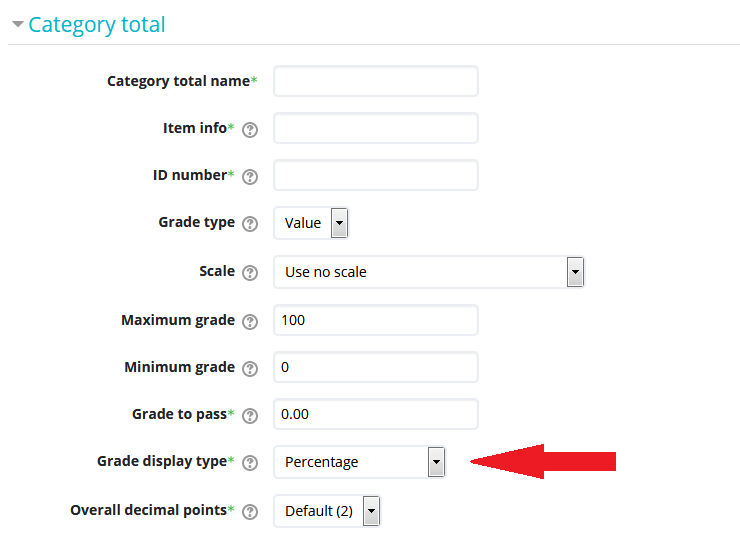 Category total
Category total name*
Item info* ?
ID number* ?
Grade type ? Value
Scale ? Use no scale
Maximum grade ? 100
Minimum grade ? 0
Grade to pass* ? 0.00
Grade display type* ? Percentage
Overall decimal points* ? Default (2)